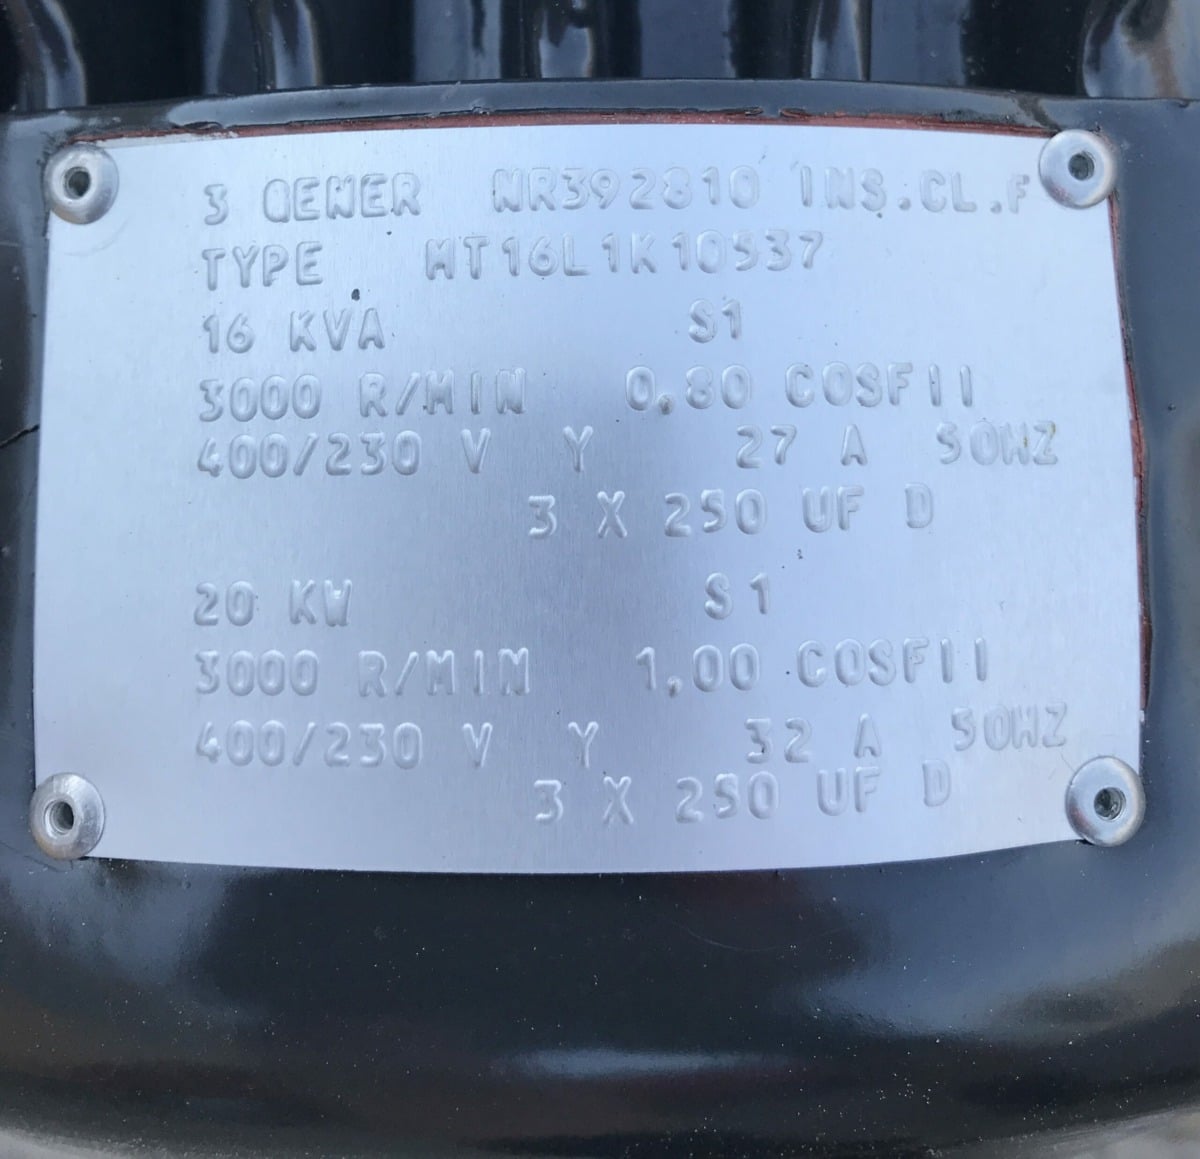 3 GENER NR392810 INS.CL.F
TYPE MT16L1K10537
16 KVA S1
3000 R/MIN 0,80 COSFII
400/230 V Y 27 A 50HZ
3 X 250 UF D
20 KW S1
3000 R/MIN 1,00 COSFII
400/230 V Y 32 A 50HZ
3 X 250 UF D